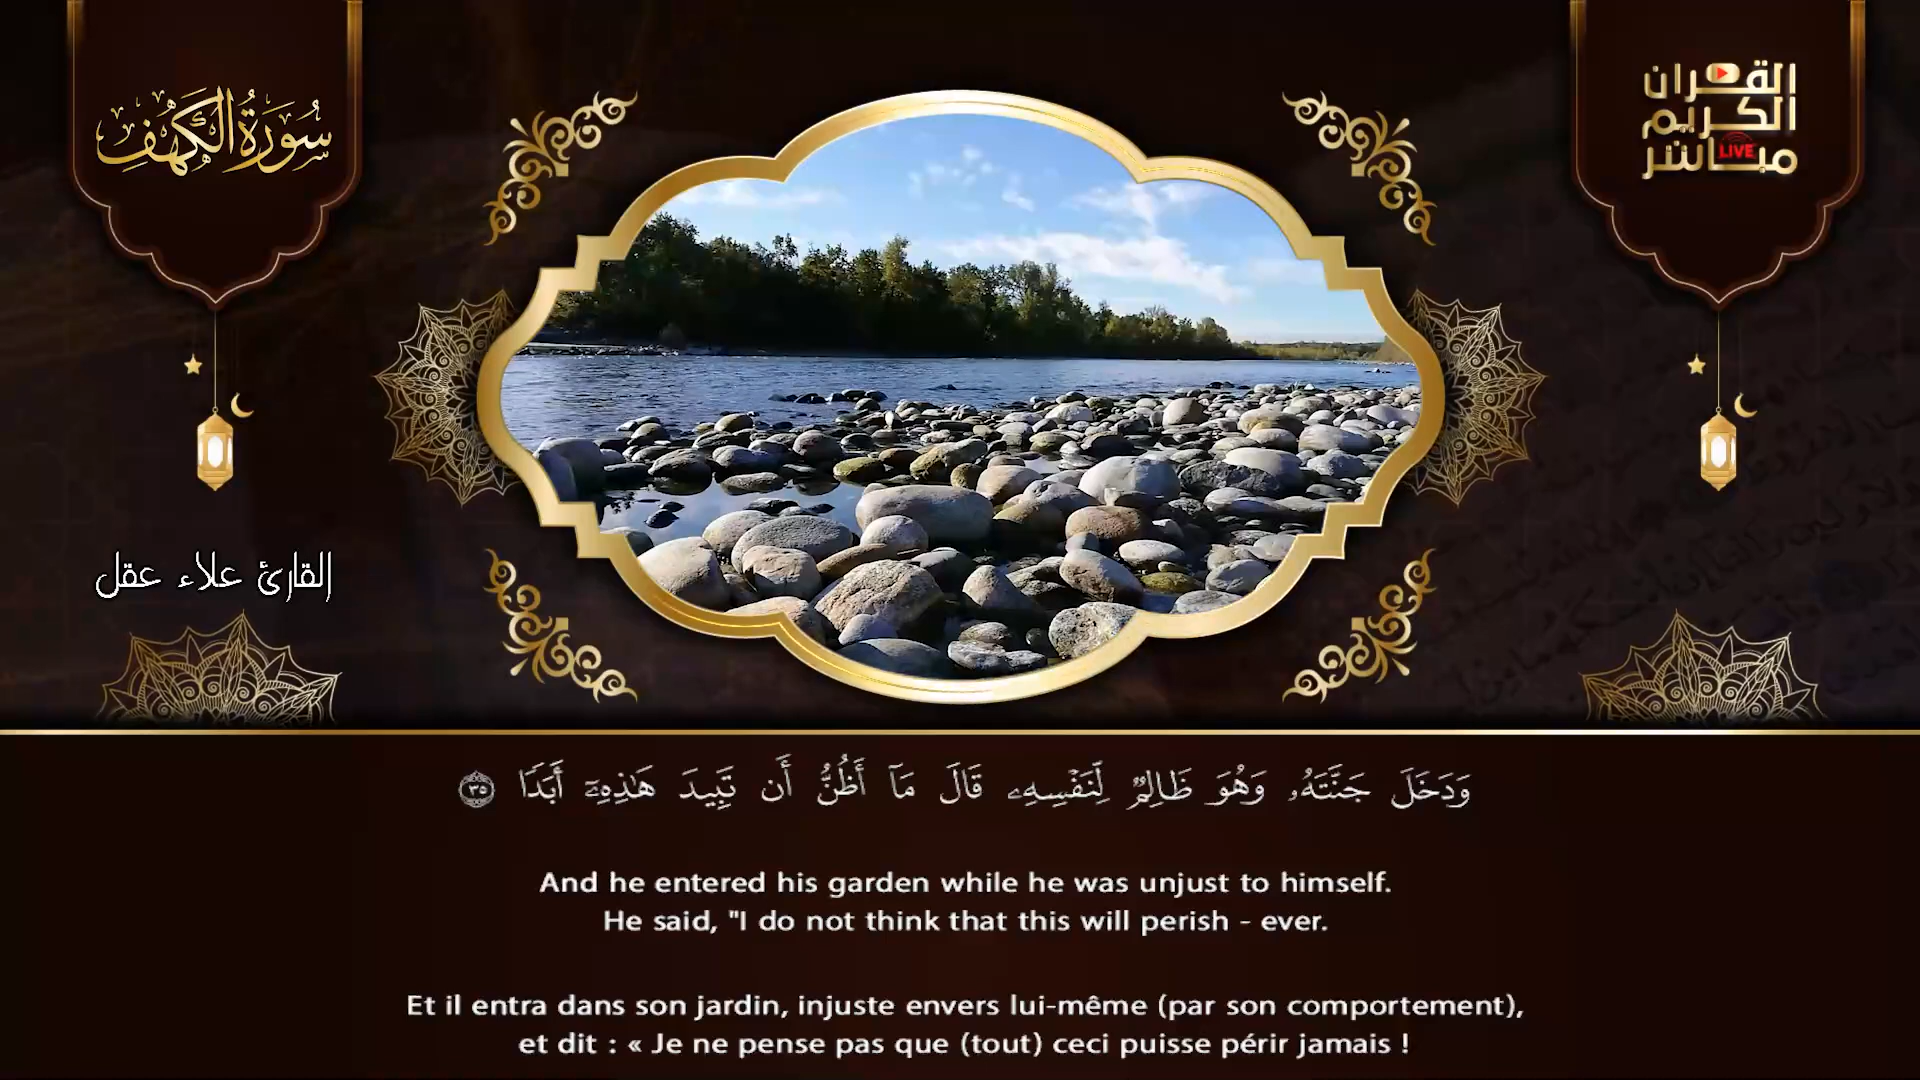 سُورَةُ الكَهْفِ
القرآن
الكريم
مباشر
LIVE
القارئ علاء عقل
وَدَخَلَ جَنَّتَهُۥ وَهُوَ ظَالِمٌ لِّنَفْسِهِۦ قَالَ مَآ أَظُنُّ أَن تَبِيدَ هَٰذِهِۦٓ أَبَدًا ٣٥
And he entered his garden while he was unjust to himself.
He said, "I do not think that this will perish - ever.
Et il entra dans son jardin, injuste envers lui-même (par son comportement),
et dit : « Je ne pense pas que (tout) ceci puisse périr jamais !